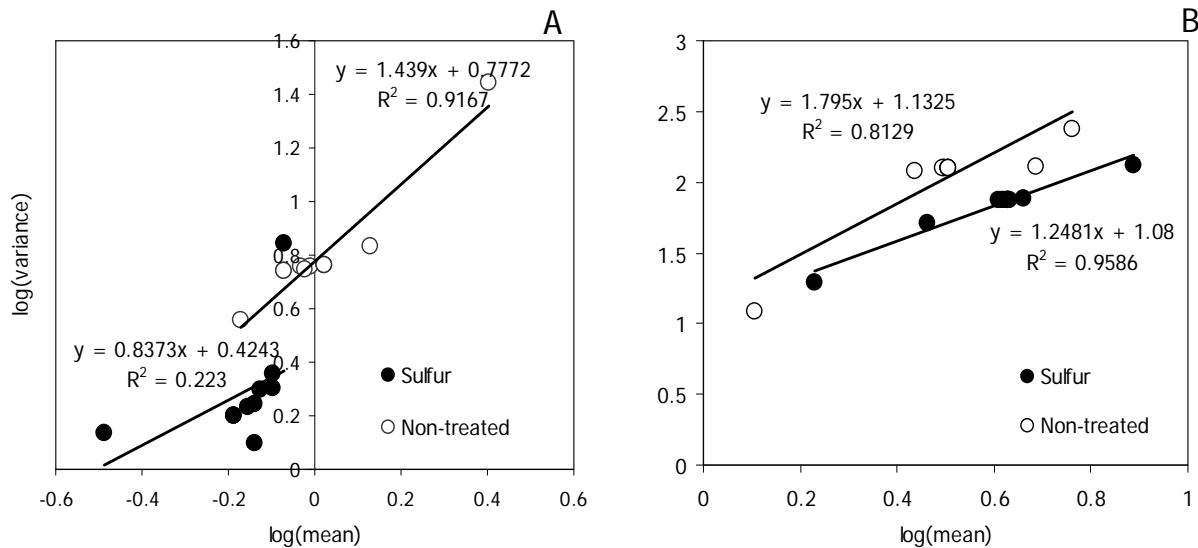 A
1.6
1.4
1.2
1
0.8
0.6
0.4
0.2
0
log(variance)
y = 1.439x + 0.7772
R² = 0.9167
y = 0.8373x + 0.4243
R² = 0.223
Sulfur
Non-treated
-0.6 -0.4 -0.2 0 0.2 0.4 0.6
log(mean)
B
3
2.5
2
1.5
1
0.5
0
y = 1.795x + 1.1325
R² = 0.8129
y = 1.2481x + 1.08
R² = 0.9586
Sulfur
Non-treated
0 0.2 0.4 0.6 0.8 1
log(mean)